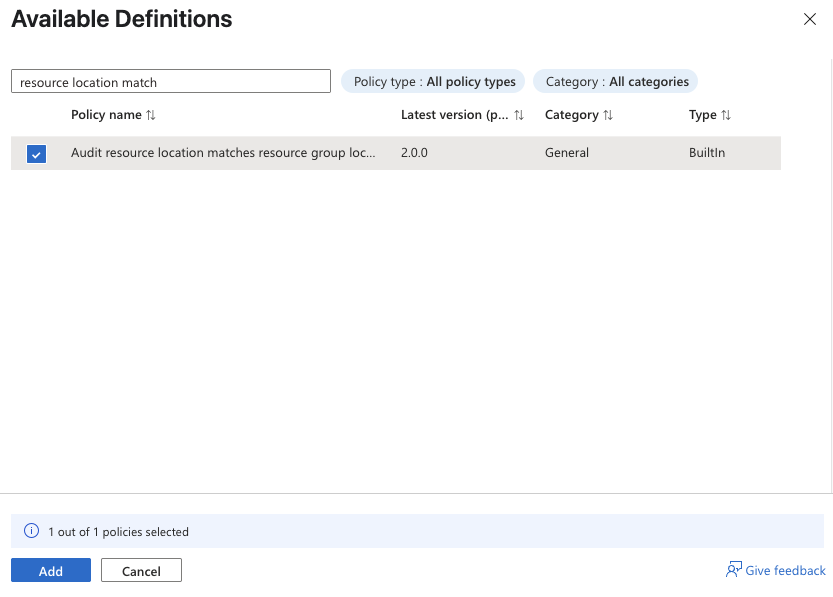 Available Definitions
resource location match
Policy type : All policy types
Category : All categories
Policy name
Latest version (p...
Category
Type
Audit resource location matches resource group loc...
2.0.0
General
BuiltIn
1 out of 1 policies selected
Add
Cancel
Give feedback